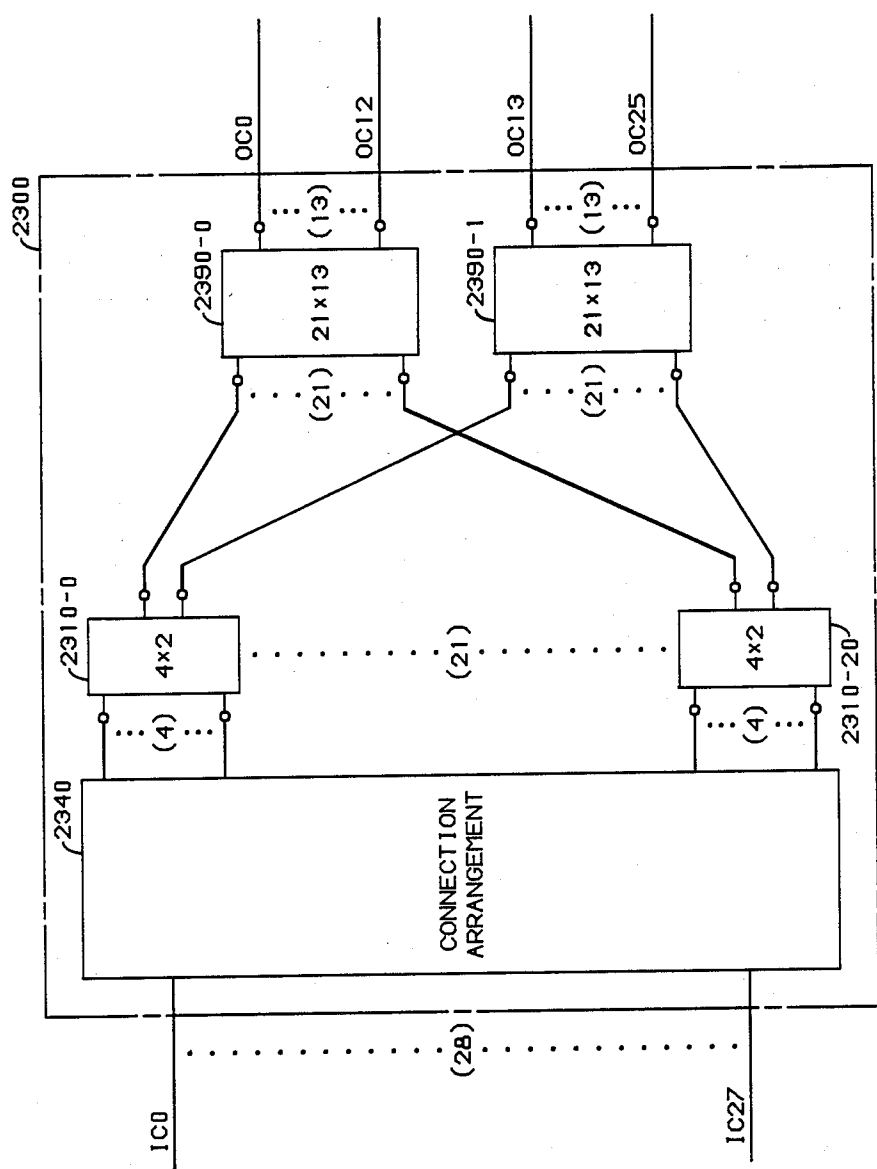 2300
2340
2310-0
2390-0
OC0
IC0
4x2
21x13
(13)
(4)
(21)
OC12
CONNECTION
ARRANGEMENT
(28)
(21)
2390-1
OC13
21x13
(13)
(21)
OC25
4x2
(4)
2310-20
IC27